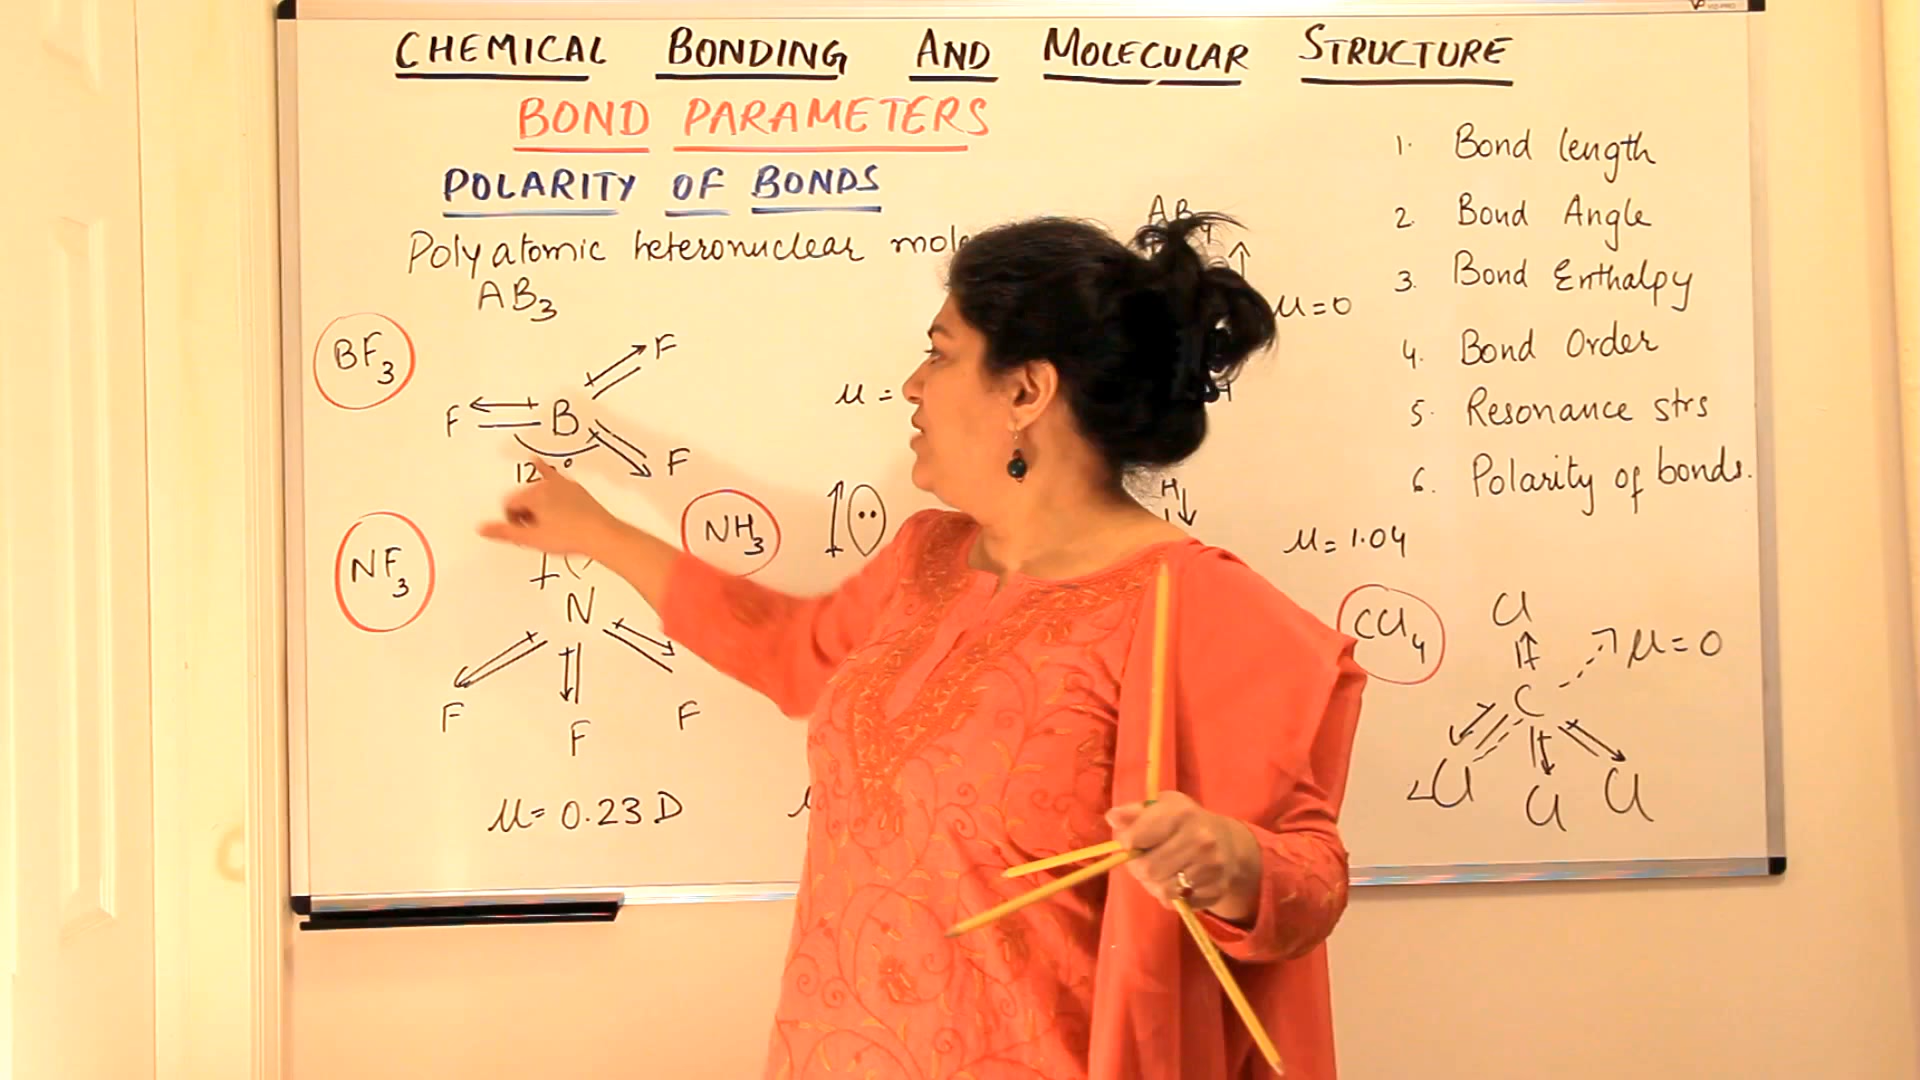 CHEMICAL BONDING AND MOLECULAR STRUCTURE
BOND PARAMETERS
POLARITY OF BONDS
Polyatomic heteronuclear
AB3
BF3
F
F
B
F
120°
NF3
N
F
F
F
μ= 0.23 D
NH3
μ =
μ=0
H
μ= 1.04
CCl4
Cl
C
μ=0
Cl
Cl
Cl
1. Bond length
2. Bond Angle
3. Bond Enthalpy
4. Bond Order
5. Resonance strs
6. Polarity of bonds.